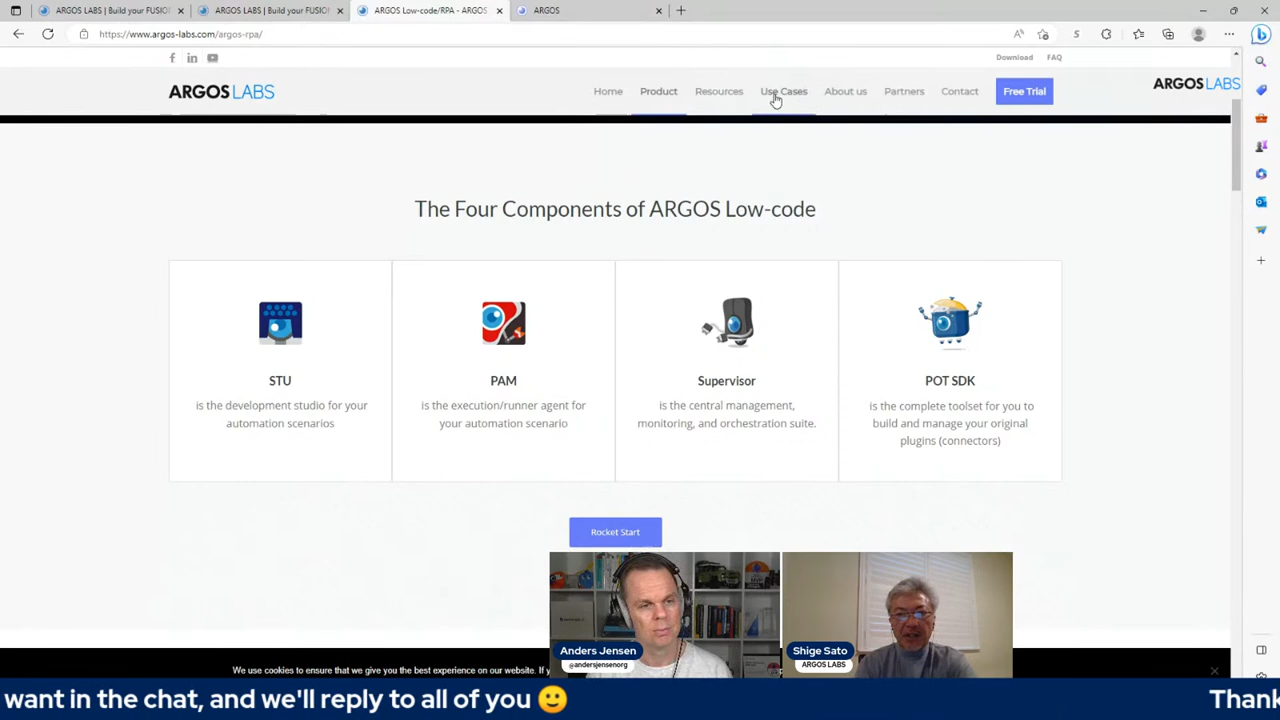 ARGOS LABS | Build your FUSION
ARGOS LABS | Build your FUSION
ARGOS Low-code/RPA - ARGOS
ARGOS
https://www.argos-labs.com/argos-rpa/
Download FAQ
ARGOS LABS
Home Product Resources Use Cases About us Partners Contact Free Trial
ARGOS LABS
The Four Components of ARGOS Low-code
STU
is the development studio for your
automation scenarios
PAM
is the execution/runner agent for
your automation scenario
Supervisor
is the central management,
monitoring, and orchestration suite.
POT SDK
is the complete toolset for you to
build and manage your original
plugins (connectors)
Rocket Start
Anders Jensen
@andersjensenorg
Shige Sato
ARGOS LABS
We use cookies to ensure that we give you the best experience on our website. If
want in the chat, and we'll reply to all of you 🙂
Thank